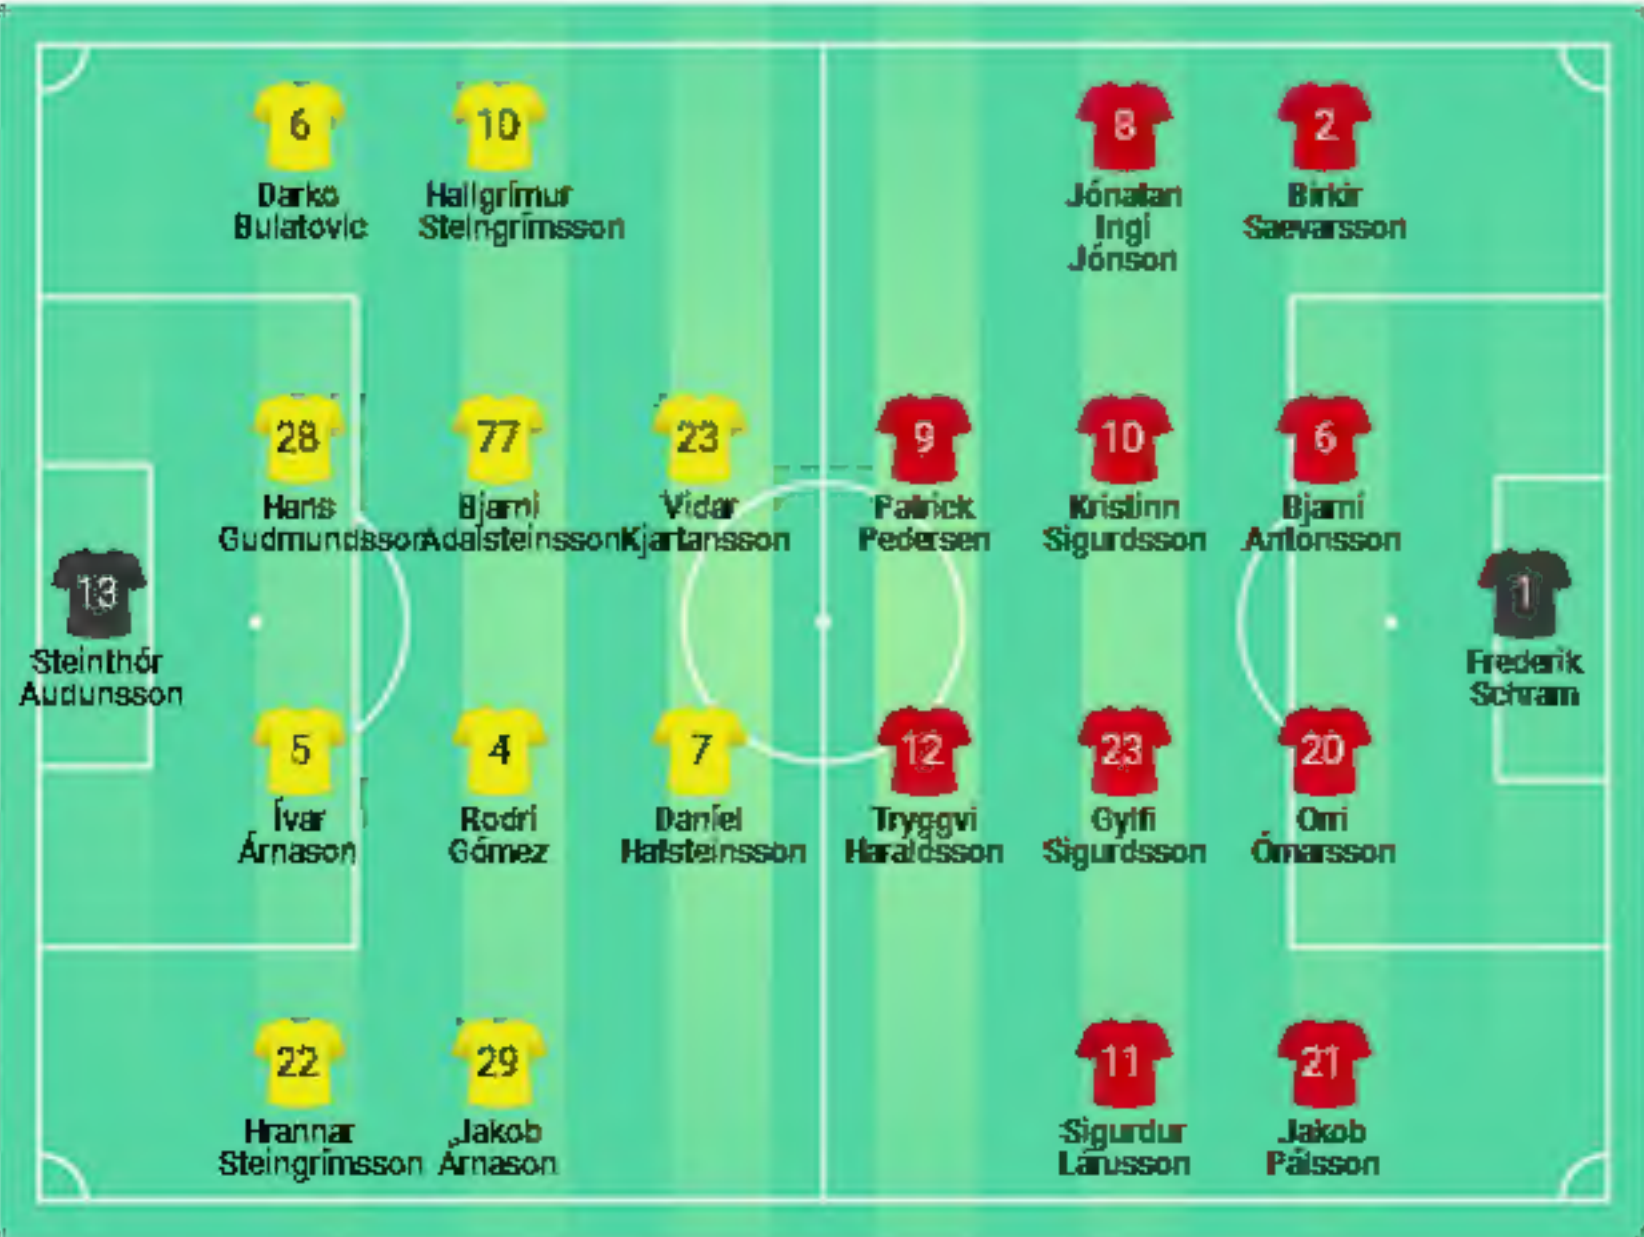 6
Darko
Bulatovic
10
Hallgrímur
Steingrímsson
8
Jónatan
Ingi
Jónson
2
Birkir
Saevarsson
28
Hans
Gudmundsson
77
Bjarni
Adalsteinsson
23
Vidar
Kjartansson
9
Patrick
Pedersen
10
Kristinn
Sigurdsson
6
Bjarni
Antonsson
13
Steinthór
Audunsson
1
Frederik
Schram
5
Ívar
Árnason
4
Rodri
Gómez
7
Daníel
Hafsteinsson
12
Tryggvi
Haraldsson
23
Gylfi
Sigurdsson
20
Orri
Ómarsson
22
Hrannar
Steingrímsson
29
Jakob
Árnason
11
Sigurdur
Lárusson
21
Jakob
Pálsson